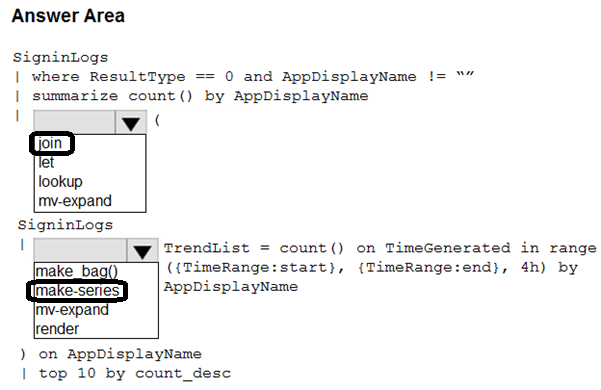 Answer Area
SigninLogs
| where ResultType == 0 and AppDisplayName != “”
| summarize count() by AppDisplayName
| (
join
let
lookup
mv-expand
SigninLogs
| TrendList = count() on TimeGenerated in range
({TimeRange:start}, {TimeRange:end}, 4h) by
AppDisplayName
make_bag()
make-series
mv-expand
render
) on AppDisplayName
| top 10 by count_desc